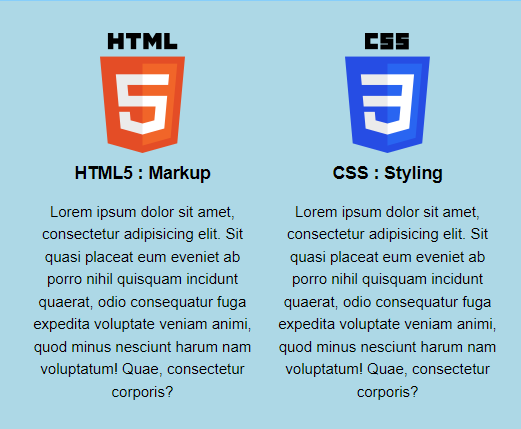 HTML
5
HTML5 : Markup
Lorem ipsum dolor sit amet,
consectetur adipisicing elit. Sit
quasi placeat eum eveniet ab
porro nihil quisquam incidunt
quaerat, odio consequatur fuga
expedita voluptate veniam animi,
quod minus nesciunt harum nam
voluptatum! Quae, consectetur
corporis?
CSS
3
CSS : Styling
Lorem ipsum dolor sit amet,
consectetur adipisicing elit. Sit
quasi placeat eum eveniet ab
porro nihil quisquam incidunt
quaerat, odio consequatur fuga
expedita voluptate veniam animi,
quod minus nesciunt harum nam
voluptatum! Quae, consectetur
corporis?